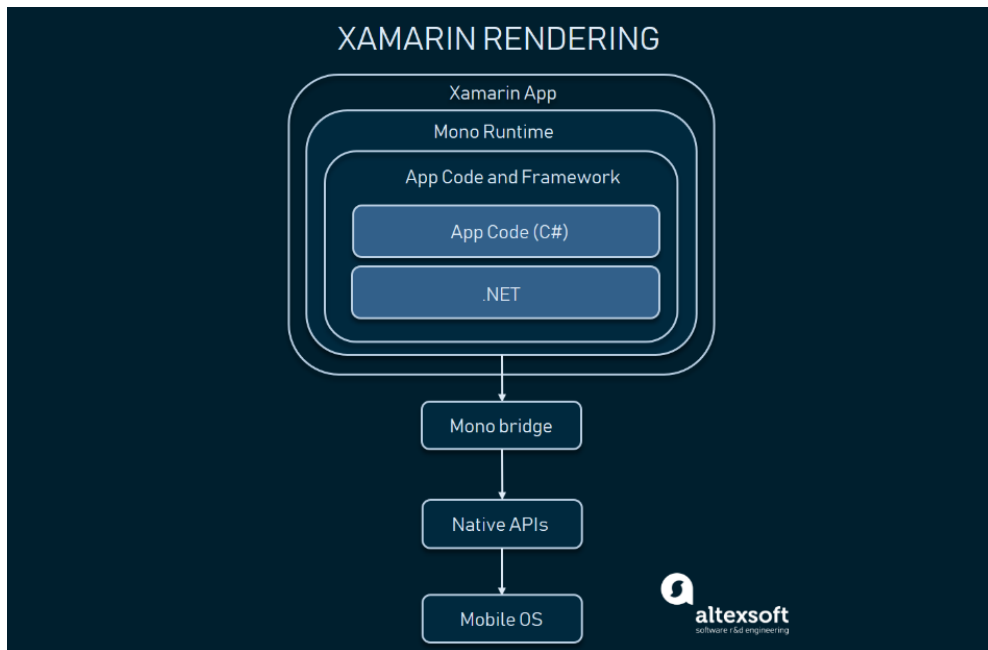 XAMARIN RENDERING
Xamarin App
Mono Runtime
App Code and Framework
App Code (C#)
.NET
Mono bridge
Native APIs
Mobile OS
altexsoft
software r&d engineering